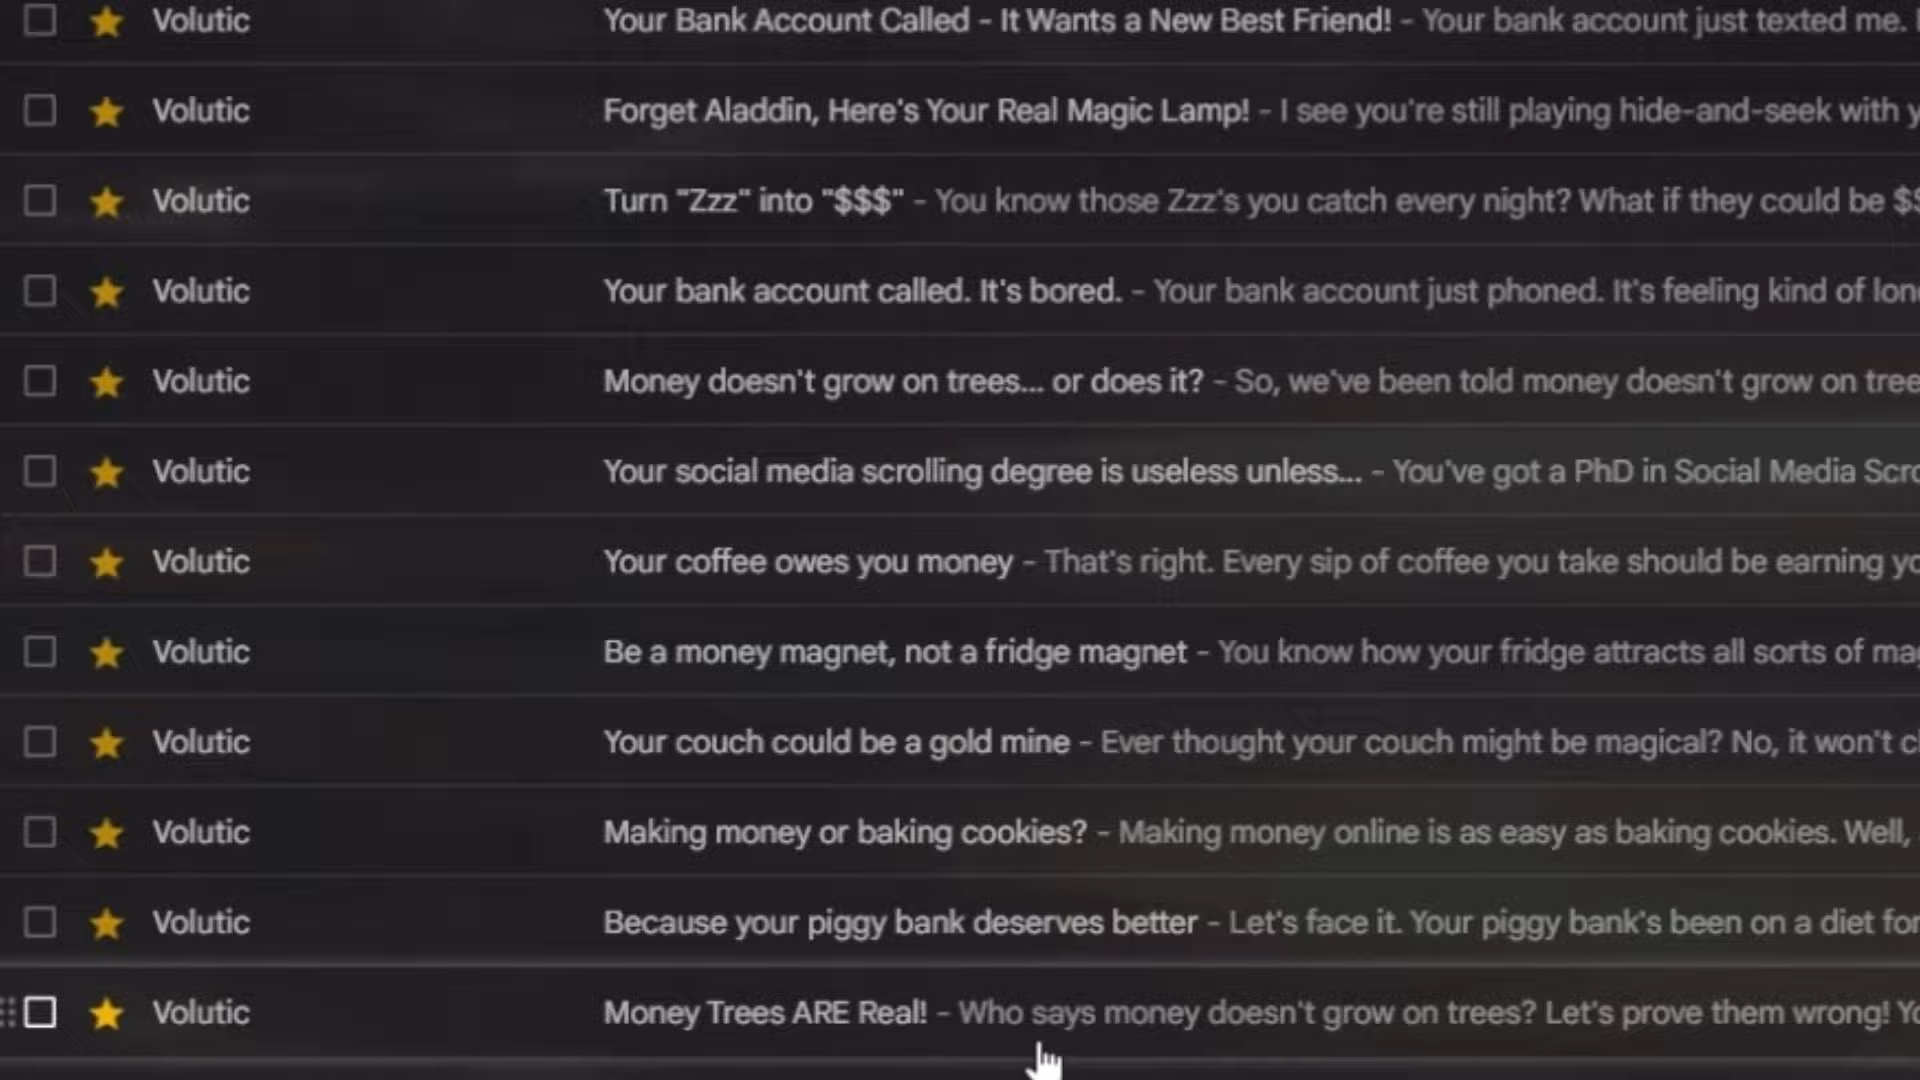 Volutic Your Bank Account Called - It Wants a New Best Friend! - Your bank account just texted me.
Volutic Forget Aladdin, Here's Your Real Magic Lamp! - I see you're still playing hide-and-seek with
Volutic Turn "Zzz" into "$$$" - You know those Zzz's you catch every night? What if they could be
Volutic Your bank account called. It's bored. - Your bank account just phoned. It's feeling kind of
Volutic Money doesn't grow on trees... or does it? - So, we've been told money doesn't grow on
Volutic Your social media scrolling degree is useless unless... - You've got a PhD in Social Media
Volutic Your coffee owes you money - That's right. Every sip of coffee you take should be earning
Volutic Be a money magnet, not a fridge magnet - You know how your fridge attracts all sorts of
Volutic Your couch could be a gold mine - Ever thought your couch might be magical? No, it won't
Volutic Making money or baking cookies? - Making money online is as easy as baking cookies. Well,
Volutic Because your piggy bank deserves better - Let's face it. Your piggy bank's been on a diet for
Volutic Money Trees ARE Real! - Who says money doesn't grow on trees? Let's prove them wrong!